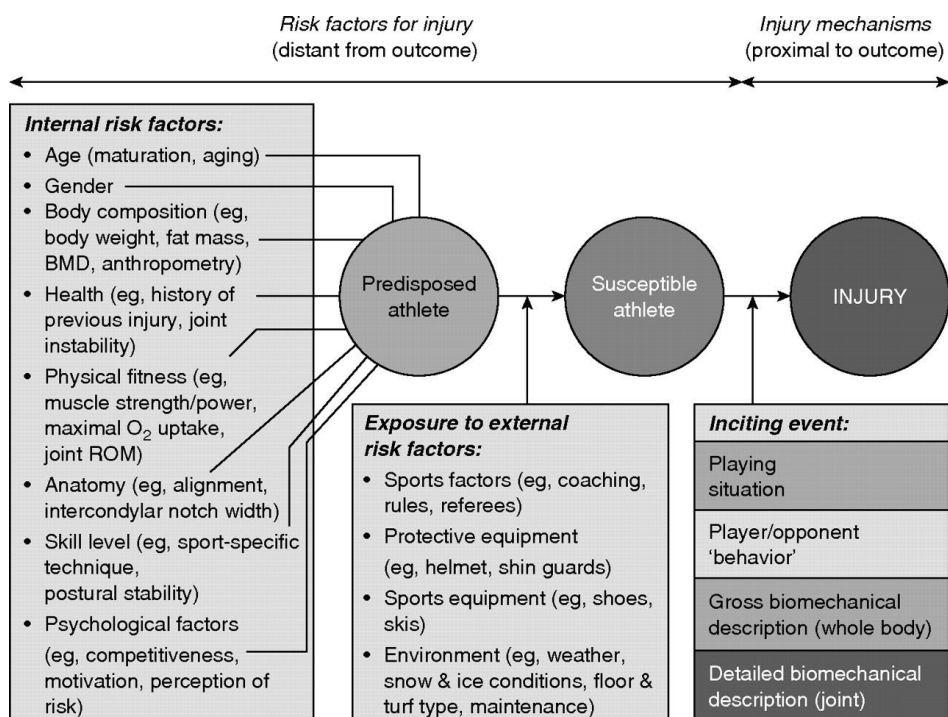 Risk factors for injury
(distant from outcome)
Injury mechanisms
(proximal to outcome)
Internal risk factors:
• Age (maturation, aging)
• Gender
• Body composition (eg,
body weight, fat mass,
BMD, anthropometry)
• Health (eg, history of
previous injury, joint
instability)
• Physical fitness (eg,
muscle strength/power,
maximal O₂ uptake,
joint ROM)
• Anatomy (eg, alignment,
intercondylar notch width)
• Skill level (eg, sport-specific
technique,
postural stability)
• Psychological factors
(eg, competitiveness,
motivation, perception of
risk)
Predisposed
athlete
Susceptible
athlete
INJURY
Exposure to external
risk factors:
• Sports factors (eg, coaching,
rules, referees)
• Protective equipment
(eg, helmet, shin guards)
• Sports equipment (eg, shoes,
skis)
• Environment (eg, weather,
snow & ice conditions, floor &
turf type, maintenance)
Inciting event:
Playing
situation
Player/opponent
‘behavior’
Gross biomechanical
description (whole body)
Detailed biomechanical
description (joint)